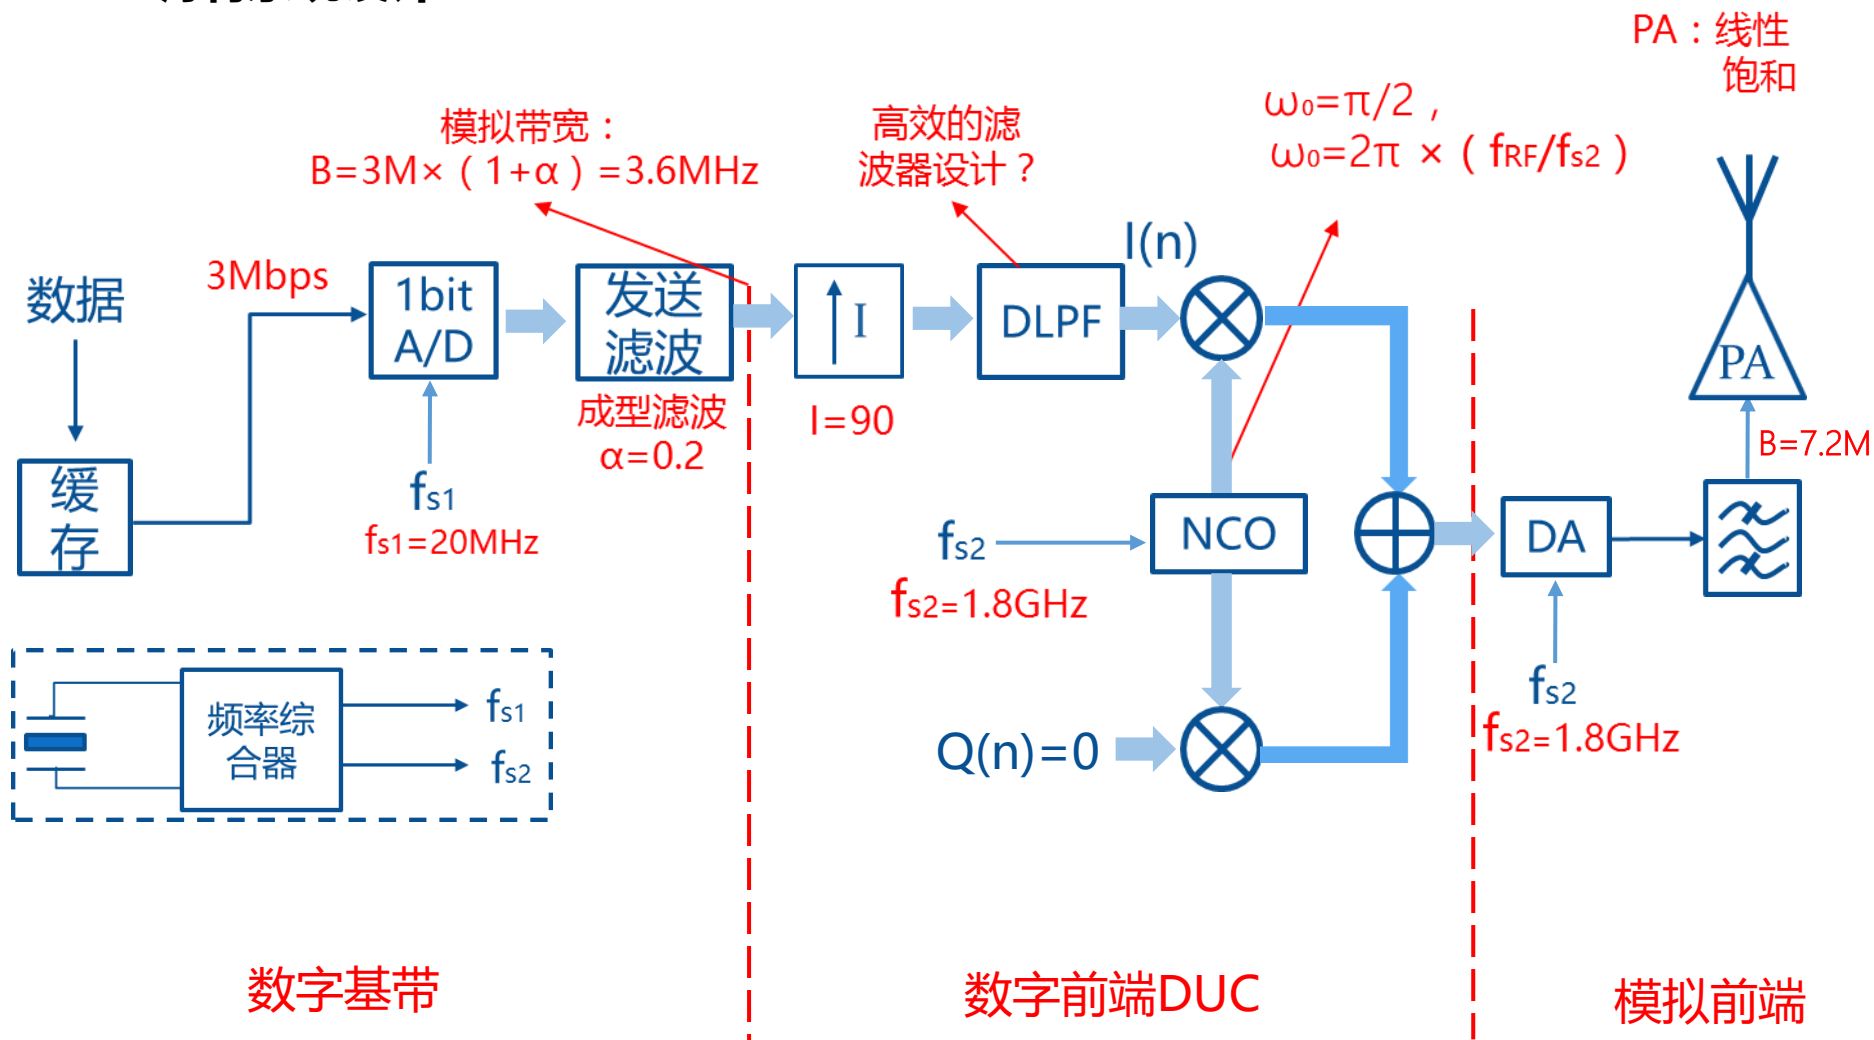 PA：线性
饱和
模拟带宽：
B=3M×（1+α）=3.6MHz
高效的滤
波器设计？
ω₀=π/2，
ω₀=2π ×（fRF/fs2）
数据
3Mbps
1bit
A/D
发送
滤波
成型滤波
α=0.2
I
I=90
DLPF
I(n)
PA
B=7.2M
缓
存
fs1
fs1=20MHz
fs2
fs2=1.8GHz
NCO
DA
fs2
fs2=1.8GHz
频率综
合器
fs1
fs2
Q(n)=0
数字基带
数字前端DUC
模拟前端